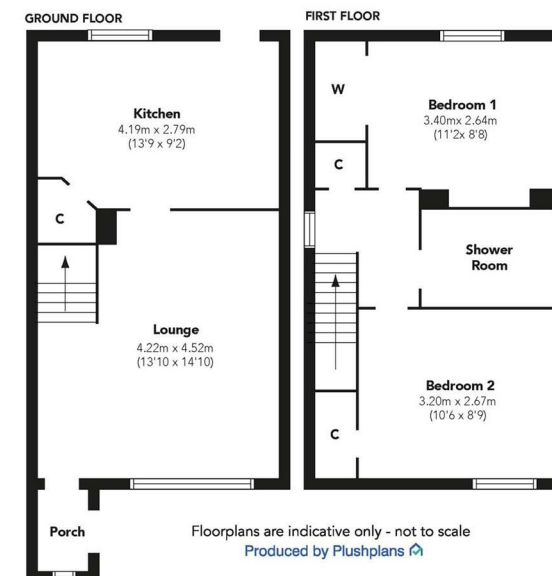 GROUND FLOOR
Kitchen
4.19m x 2.79m
(13'9 x 9'2)
C
Lounge
4.22m x 4.52m
(13'10 x 14'10)
Porch
FIRST FLOOR
W
Bedroom 1
3.40mx 2.64m
(11'2x 8'8)
C
Shower
Room
Bedroom 2
3.20m x 2.67m
(10'6 x 8'9)
C
Floorplans are indicative only - not to scale
Produced by Plushplans